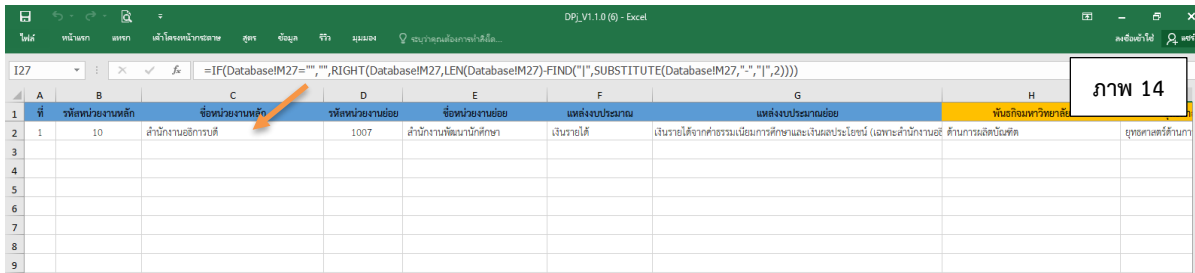 DPj_V1.1.0 (6) - Excel
ไฟล์ หน้าแรก แทรก เค้าโครงหน้ากระดาษ สูตร ข้อมูล รีวิว มุมมอง ระบุว่าคุณต้องการทำสิ่งใด... ลงชื่อเข้าใช้ แชร์
I27 fx =IF(Database!M27="","",RIGHT(Database!M27,LEN(Database!M27)-FIND("|",SUBSTITUTE(Database!M27,"-","|",2))))
ภาพ 14
A B C D E F G H
1 ที่ รหัสหน่วยงานหลัก ชื่อหน่วยงานหลัก รหัสหน่วยงานย่อย ชื่อหน่วยงานย่อย แหล่งงบประมาณ แหล่งงบประมาณย่อย พันธกิจมหาวิทยาลัย
2 1 10 สำนักงานอธิการบดี 1007 สำนักงานพัฒนานักศึกษา เงินรายได้ เงินรายได้จากค่าธรรมเนียมการศึกษาและเงินผลประโยชน์ (เฉพาะสำนักงานอธิ ด้านการผลิตบัณฑิต ยุทธศาสตร์ด้านกา
3
4
5
6
7
8
9